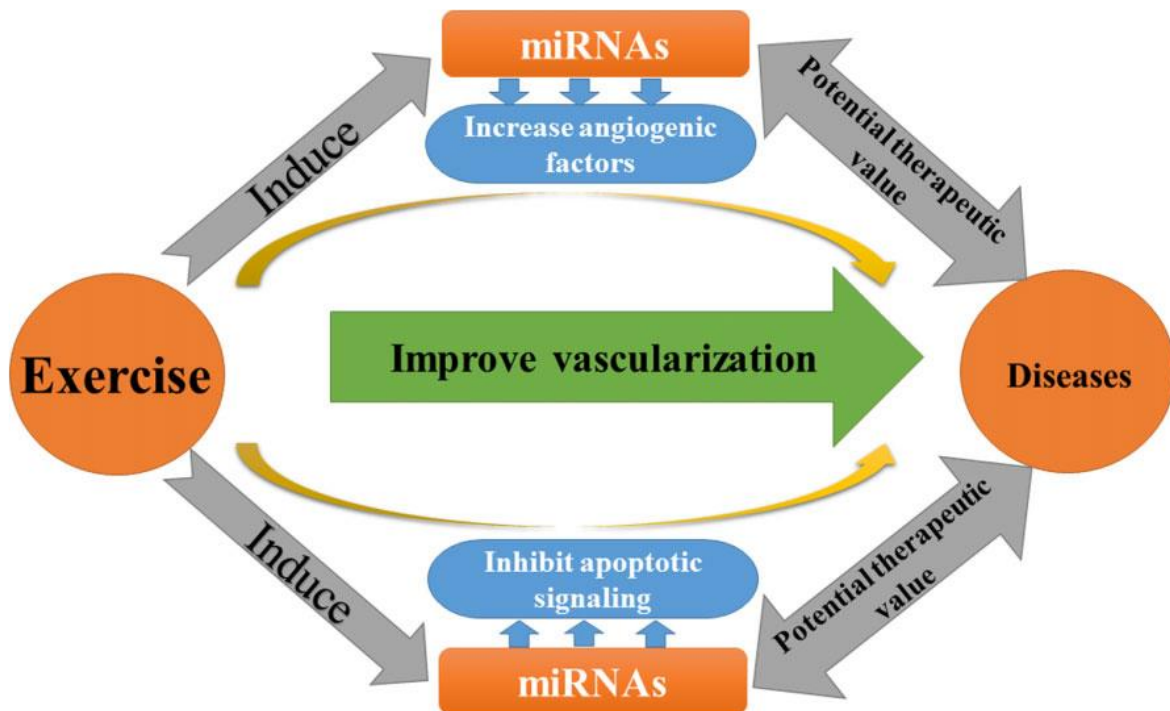 miRNAs
Increase angiogenic
factors
Induce
Potential therapeutic
value
Exercise
Improve vascularization
Diseases
Induce
Inhibit apoptotic
signaling
Potential therapeutic
value
miRNAs